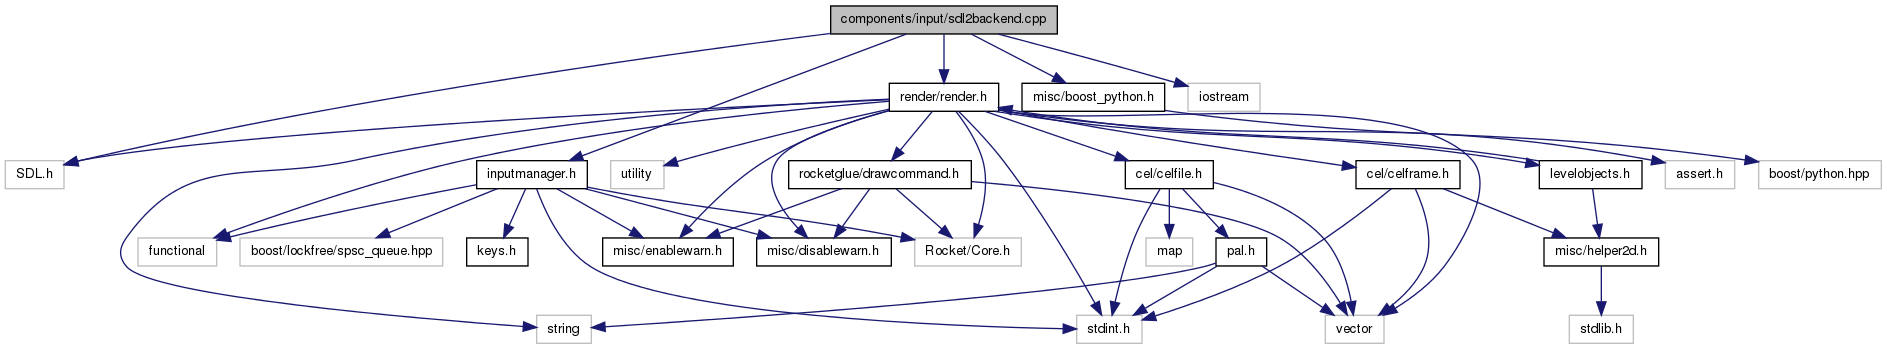 components/input/sdl2backend.cpp
render/render.h
misc/boost_python.h
iostream
SDL.h
inputmanager.h
utility
rocketglue/drawcommand.h
cel/celfile.h
cel/celframe.h
levelobjects.h
assert.h
boost/python.hpp
functional
boost/lockfree/spsc_queue.hpp
keys.h
misc/enablewarn.h
misc/disablewarn.h
Rocket/Core.h
map
pal.h
misc/helper2d.h
string
stdint.h
vector
stdlib.h